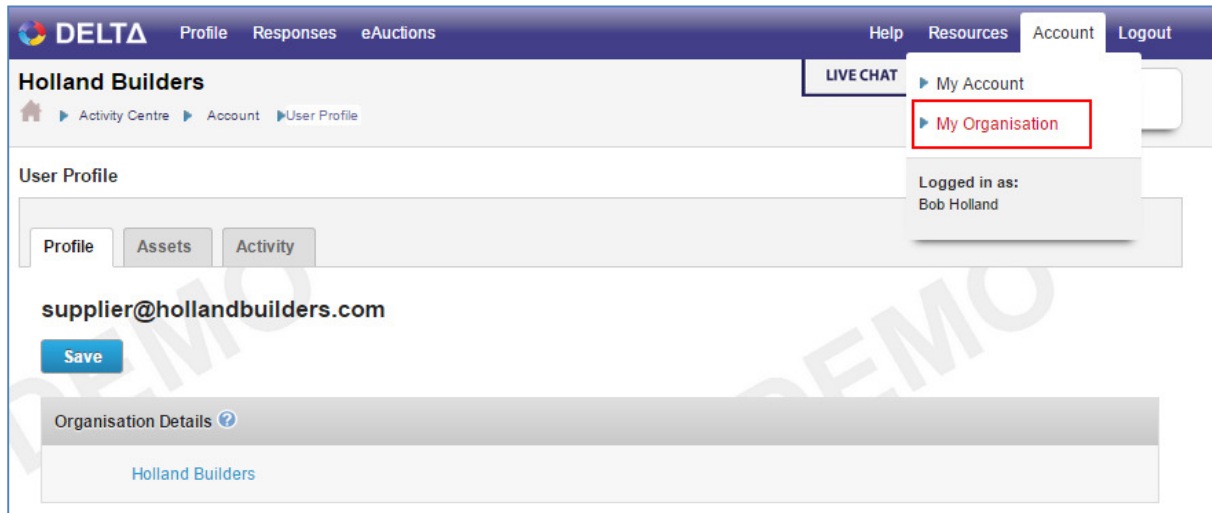 DELTA Profile Responses eAuctions Help Resources Account Logout
Holland Builders
LIVE CHAT
My Account
Activity Centre Account User Profile
My Organisation
User Profile
Logged in as:
Bob Holland
Profile Assets Activity
DEMO
DEMO
supplier@hollandbuilders.com
Save
Organisation Details ?
Holland Builders